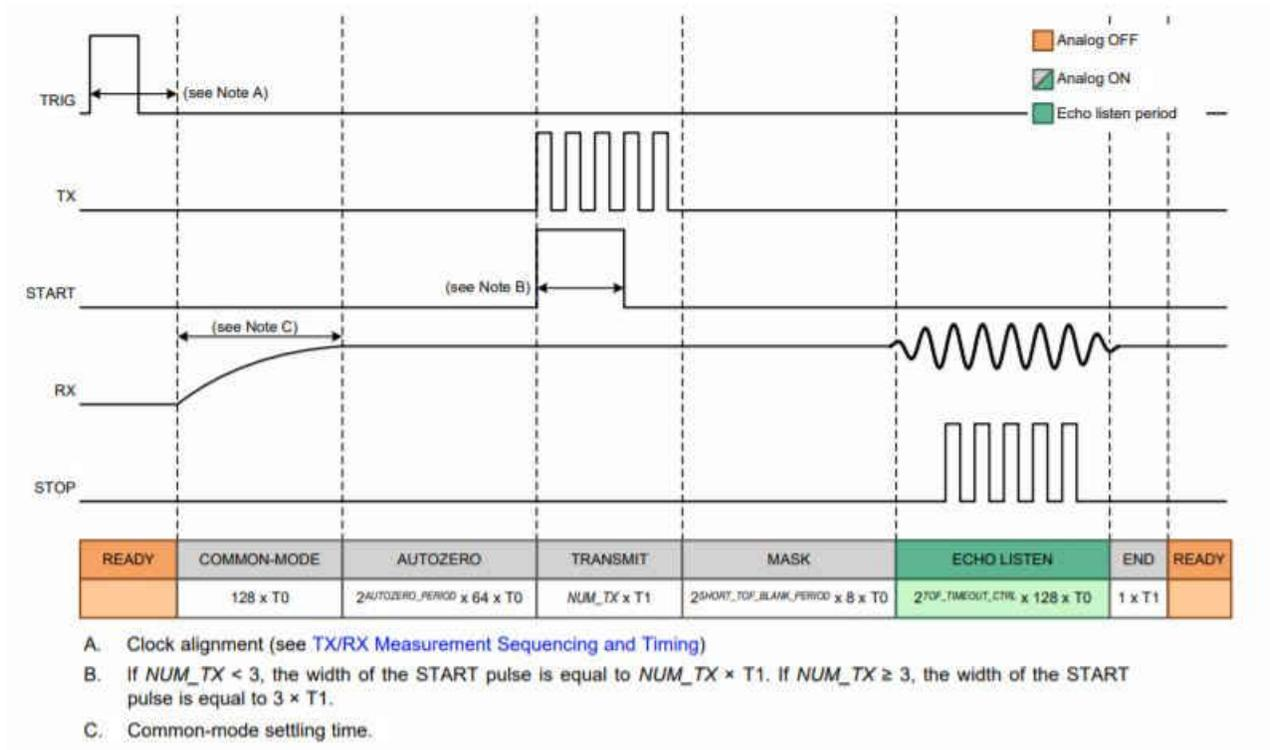 Analog OFF
Analog ON
Echo listen period
TRIG
(see Note A)
TX
START
(see Note B)
(see Note C)
RX
STOP
READY COMMON-MODE AUTOZERO TRANSMIT MASK ECHO LISTEN END READY
128 x T0 2^AUTOZERO_PERIOD x 64 x T0 NUM_TX x T1 2^SHORT_TOF_BLANK_PERIOD x 8 x T0 2^TOF_TIMEOUT_CTRL x 128 x T0 1 x T1
A. Clock alignment (see TX/RX Measurement Sequencing and Timing)
B. If NUM_TX < 3, the width of the START pulse is equal to NUM_TX × T1. If NUM_TX ≥ 3, the width of the START
pulse is equal to 3 × T1.
C. Common-mode settling time.